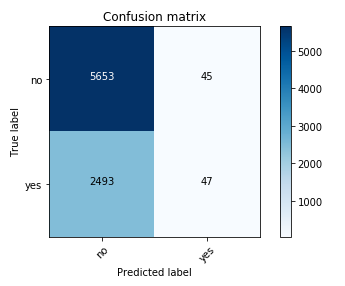 Confusion matrix
True label
no
5653
45
yes
2493
47
no
yes
Predicted label
5000
4000
3000
2000
1000